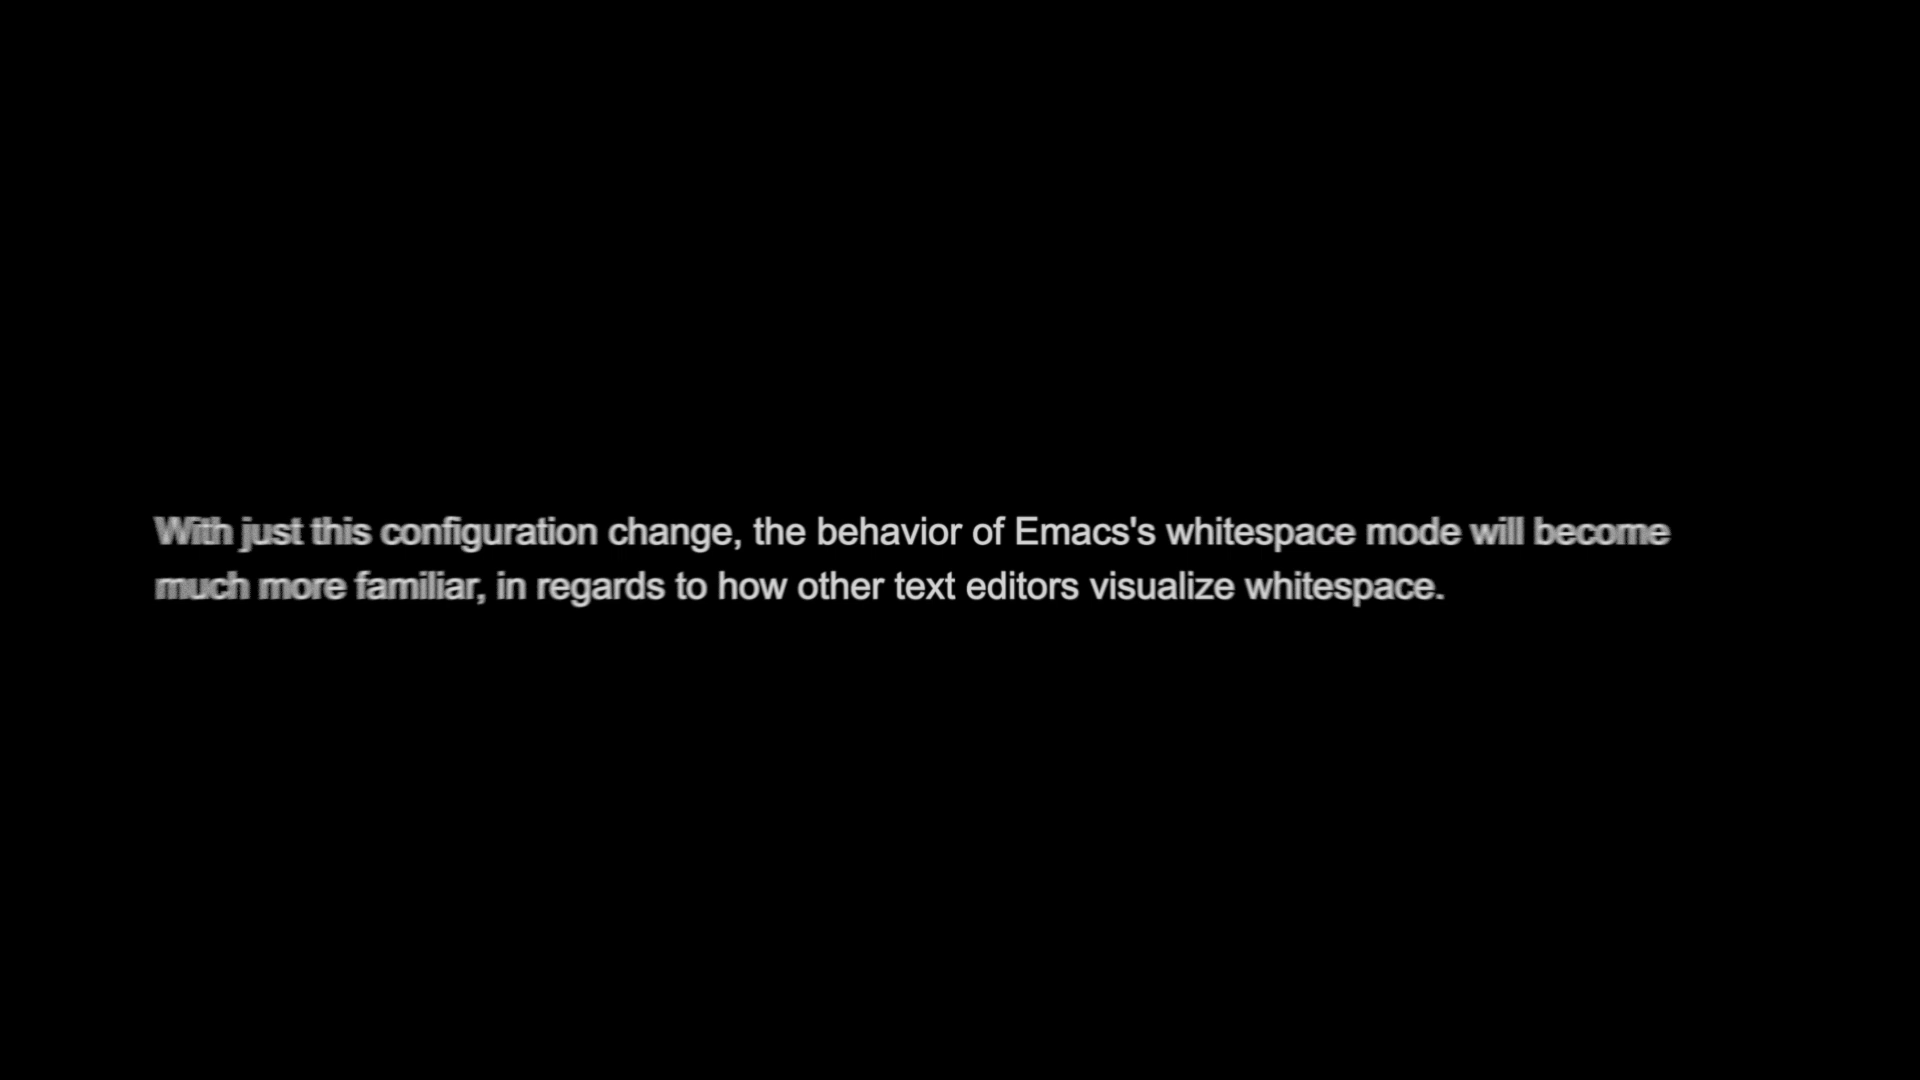 With just this configuration change, the behavior of Emacs's whitespace mode will become
much more familiar, in regards to how other text editors visualize whitespace.